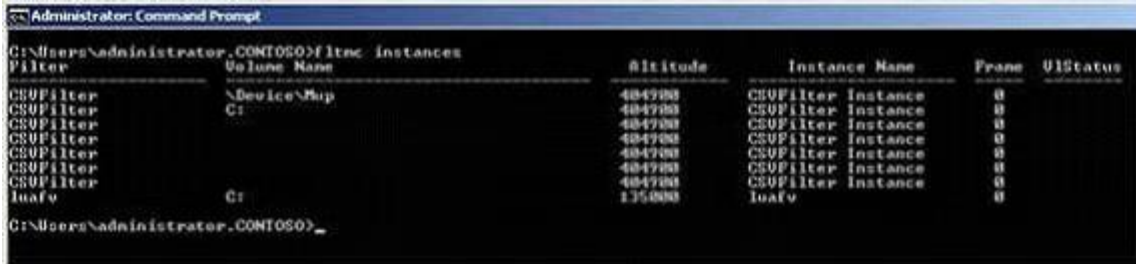 Administrator: Command Prompt
C:\Users\administrator.CONTOSO>fltmc instances
Filter Volume Name Altitude Instance Name Frame VlStatus
CSVFilter \Device\Mup 404900 CSVFilter Instance 0
CSVFilter C: 404900 CSVFilter Instance 0
CSVFilter 404900 CSVFilter Instance 0
CSVFilter 404900 CSVFilter Instance 0
CSVFilter 404900 CSVFilter Instance 0
CSVFilter 404900 CSVFilter Instance 0
CSVFilter 404900 CSVFilter Instance 0
luafv C: 135000 luafv 0
C:\Users\administrator.CONTOSO>_